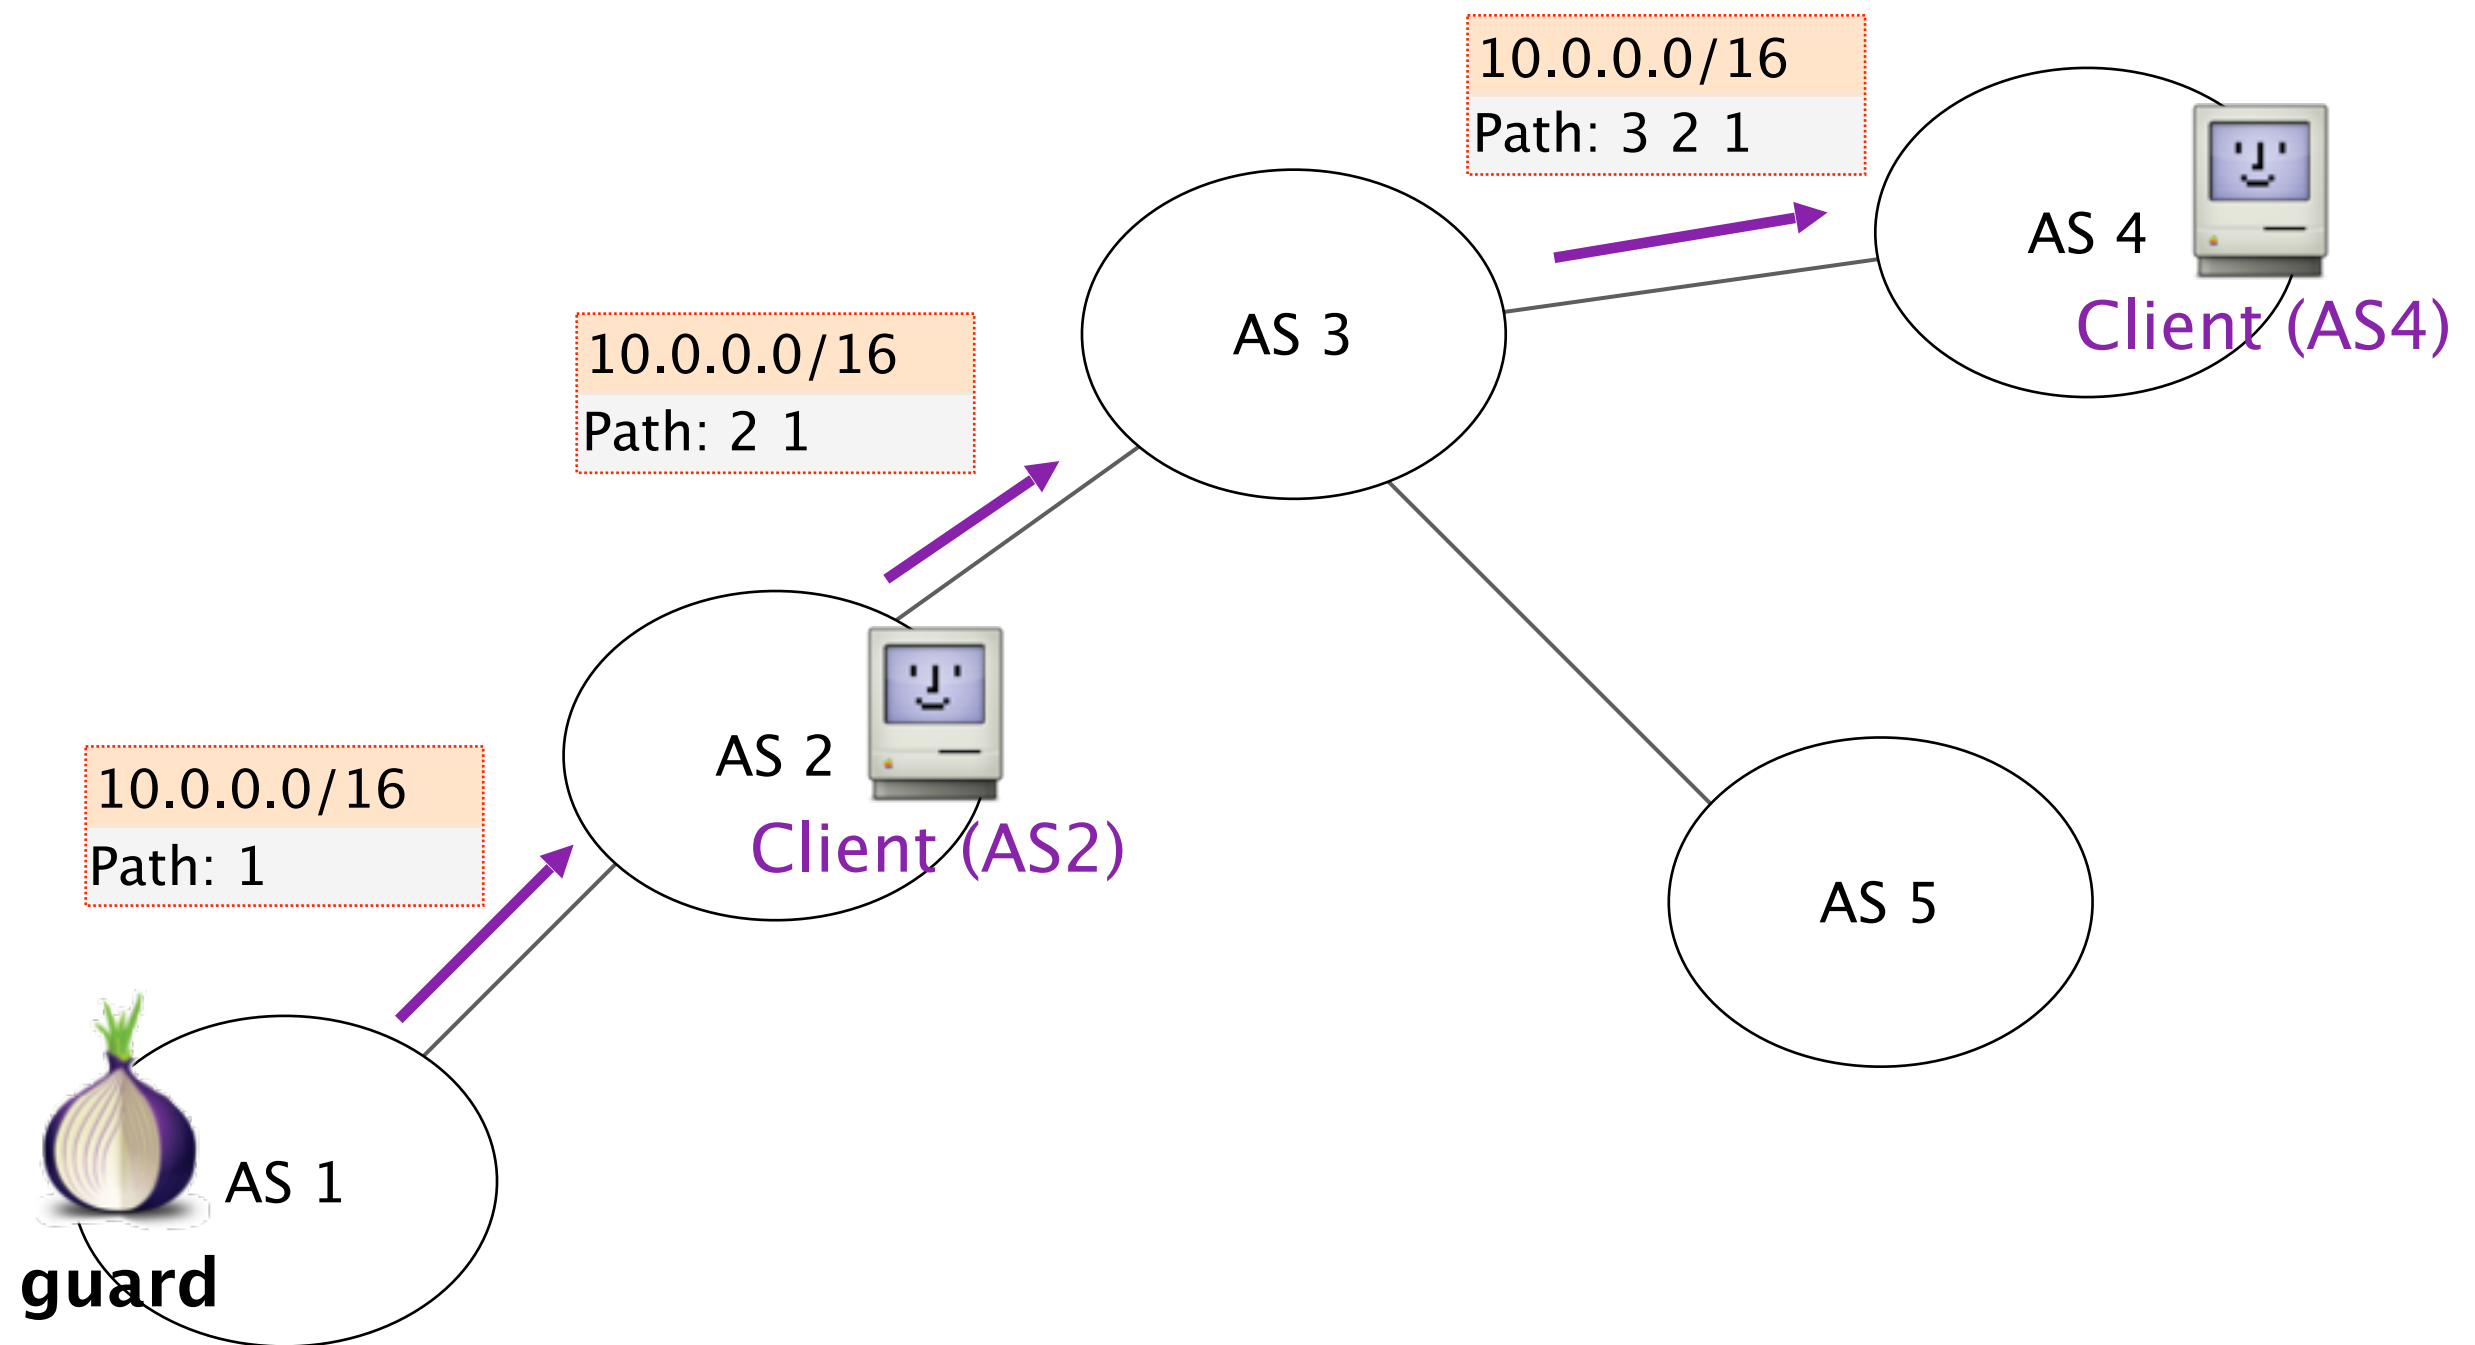 10.0.0.0/16
Path: 3 2 1
AS 4
Client (AS4)
AS 3
10.0.0.0/16
Path: 2 1
AS 2
Client (AS2)
10.0.0.0/16
Path: 1
AS 5
AS 1
guard